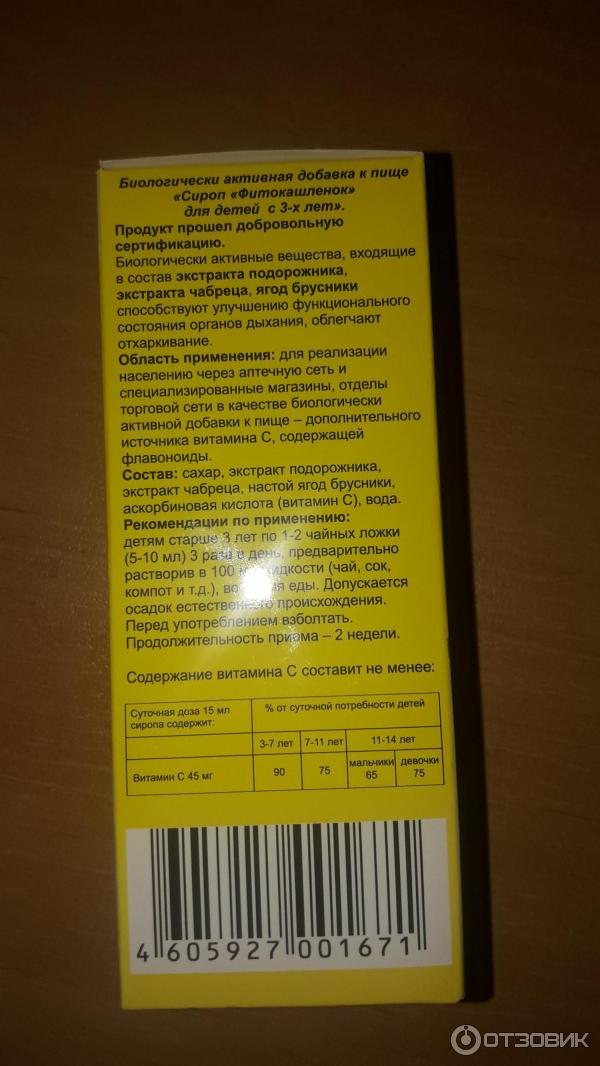 Биологически активная добавка к пище
«Сироп «Фитокашленок»
для детей с 3-х лет».
Продукт прошел добровольную
сертификацию.
Биологически активные вещества, входящие
в состав экстракта подорожника,
экстракта чабреца, ягод брусники
способствуют улучшению функционального
состояния органов дыхания, облегчают
отхаркивание.
Область применения: для реализации
населению через аптечную сеть и
специализированные магазины, отделы
торговой сети в качестве биологически
активной добавки к пище – дополнительного
источника витамина С, содержащей
флавоноиды.
Состав: сахар, экстракт подорожника,
экстракт чабреца, настой ягод брусники,
аскорбиновая кислота (витамин С), вода.
Рекомендации по применению:
детям старше 3 лет по 1-2 чайных ложки
(5-10 мл) 3 раза в день, предварительно
растворив в 100 мл жидкости (чай, сок,
компот и т.д.), во время еды. Допускается
осадок естественного происхождения.
Перед употреблением взболтать.
Продолжительность приема – 2 недели.
Содержание витамина С составит не менее:
Суточная доза 15 мл % от суточной потребности детей
сиропа содержит:
3-7 лет 7-11 лет 11-14 лет
Витамин С 45 мг 90 75 мальчики 65 девочки 75
4 605927 001671
ОТЗОВИК